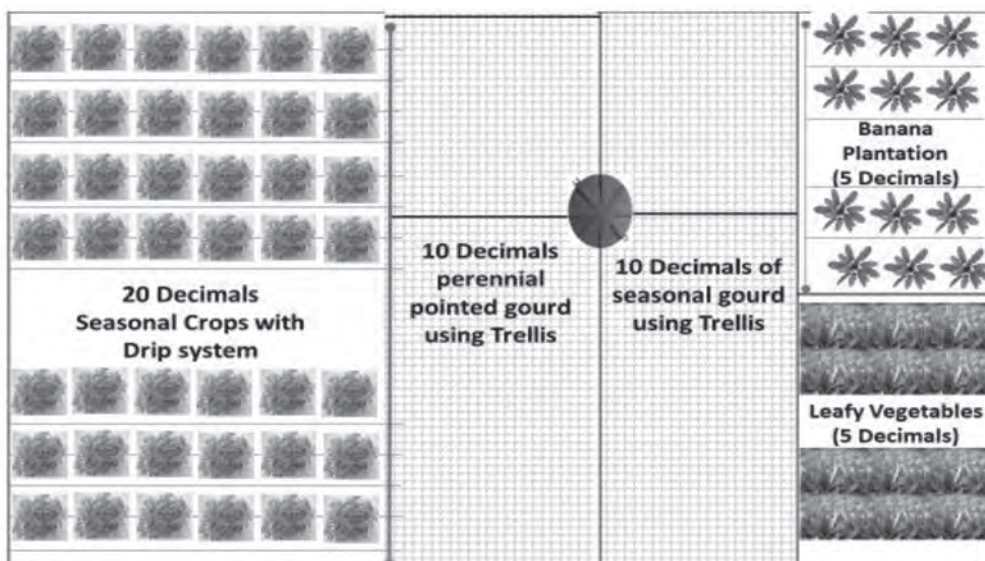 20 Decimals
Seasonal Crops with
Drip system
10 Decimals
perennial
pointed gourd
using Trellis
10 Decimals of
seasonal gourd
using Trellis
Banana
Plantation
(5 Decimals)
Leafy Vegetables
(5 Decimals)